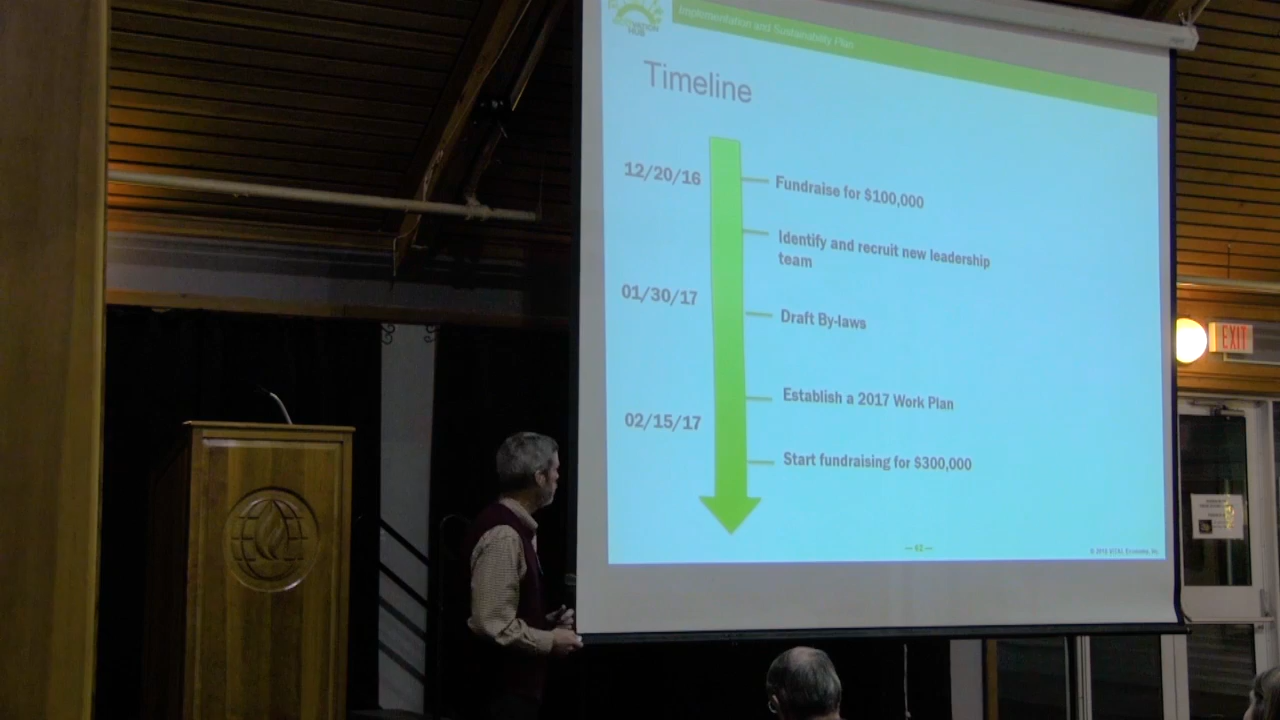 Implementation and Sustainability Plan
HUB
Timeline
12/20/16
Fundraise for $100,000
Identify and recruit new leadership
team
01/30/17
Draft By-laws
Establish a 2017 Work Plan
02/15/17
Start fundraising for $300,000
EXIT